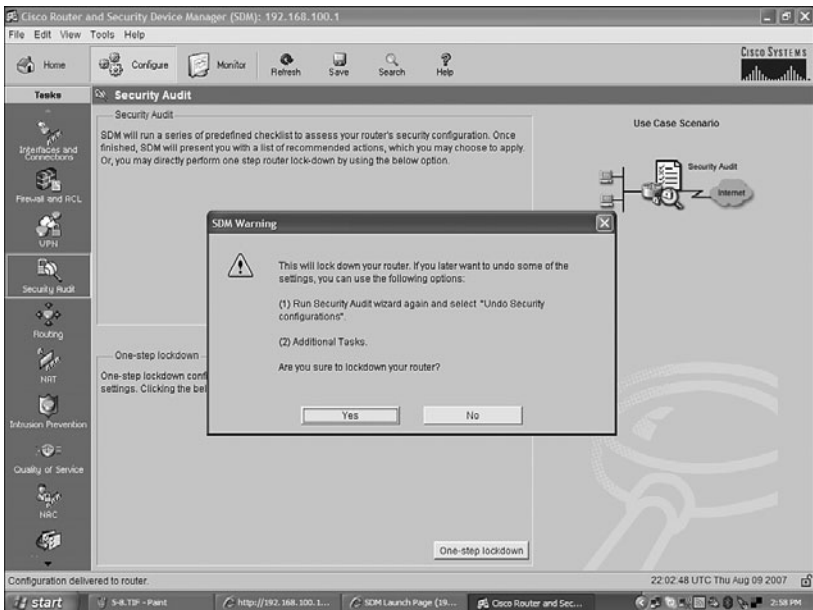 Cisco Router and Security Device Manager (SDM): 192.168.100.1
File Edit View Tools Help
Home
Configure
Monitor
Refresh
Save
Search
Help
CISCO SYSTEMS
Tasks
Security Audit
Interfaces and
Connections
Firewall and ACL
VPN
Security Audit
Routing
NAT
Intrusion Prevention
Quality of Service
NAC
Security Audit
SDM will run a series of predefined checklist to assess your router's security configuration. Once
finished, SDM will present you with a list of recommended actions, which you may choose to apply.
Or, you may directly perform one step router lock-down by using the below option.
Use Case Scenario
Security Audit
Internet
SDM Warning
This will lock down your router. If you later want to undo some of the
settings, you can use the following options:
(1) Run Security Audit wizard again and select "Undo Security
configurations".
(2) Additional Tasks.
Are you sure to lockdown your router?
Yes
No
One-step lockdown
One-step lockdown conf
settings. Clicking the bel
One-step lockdown
Configuration delivered to router.
22:02:48 UTC Thu Aug 09 2007
start
5-8.TIF - Paint
http://192.168.100.1...
SDM Launch Page (19...
Cisco Router and Sec...
2:58 PM